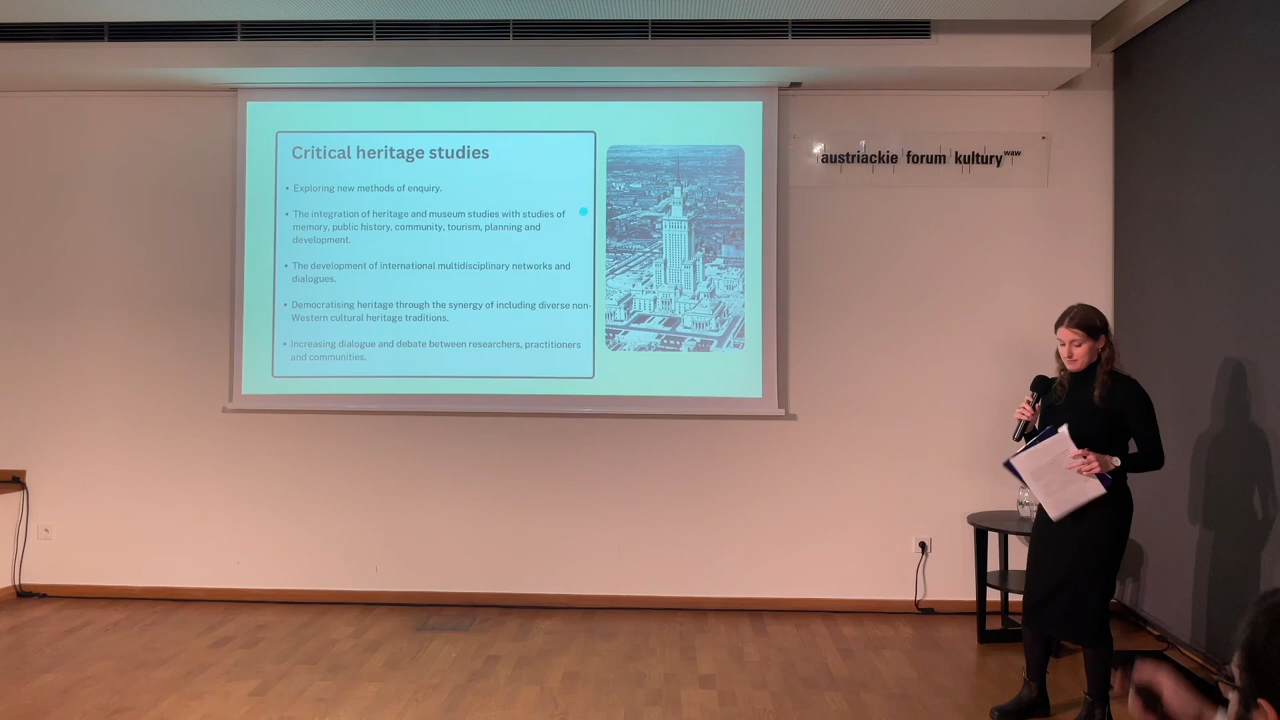 Critical heritage studies
• Exploring new methods of enquiry.
• The integration of heritage and museum studies with studies of
memory, public history, community, tourism, planning and
development.
• The development of international multidisciplinary networks and
dialogues.
• Democratising heritage through the synergy of including diverse non-
Western cultural heritage traditions.
• Increasing dialogue and debate between researchers, practitioners
and communities.
austriackie forum kultury waw